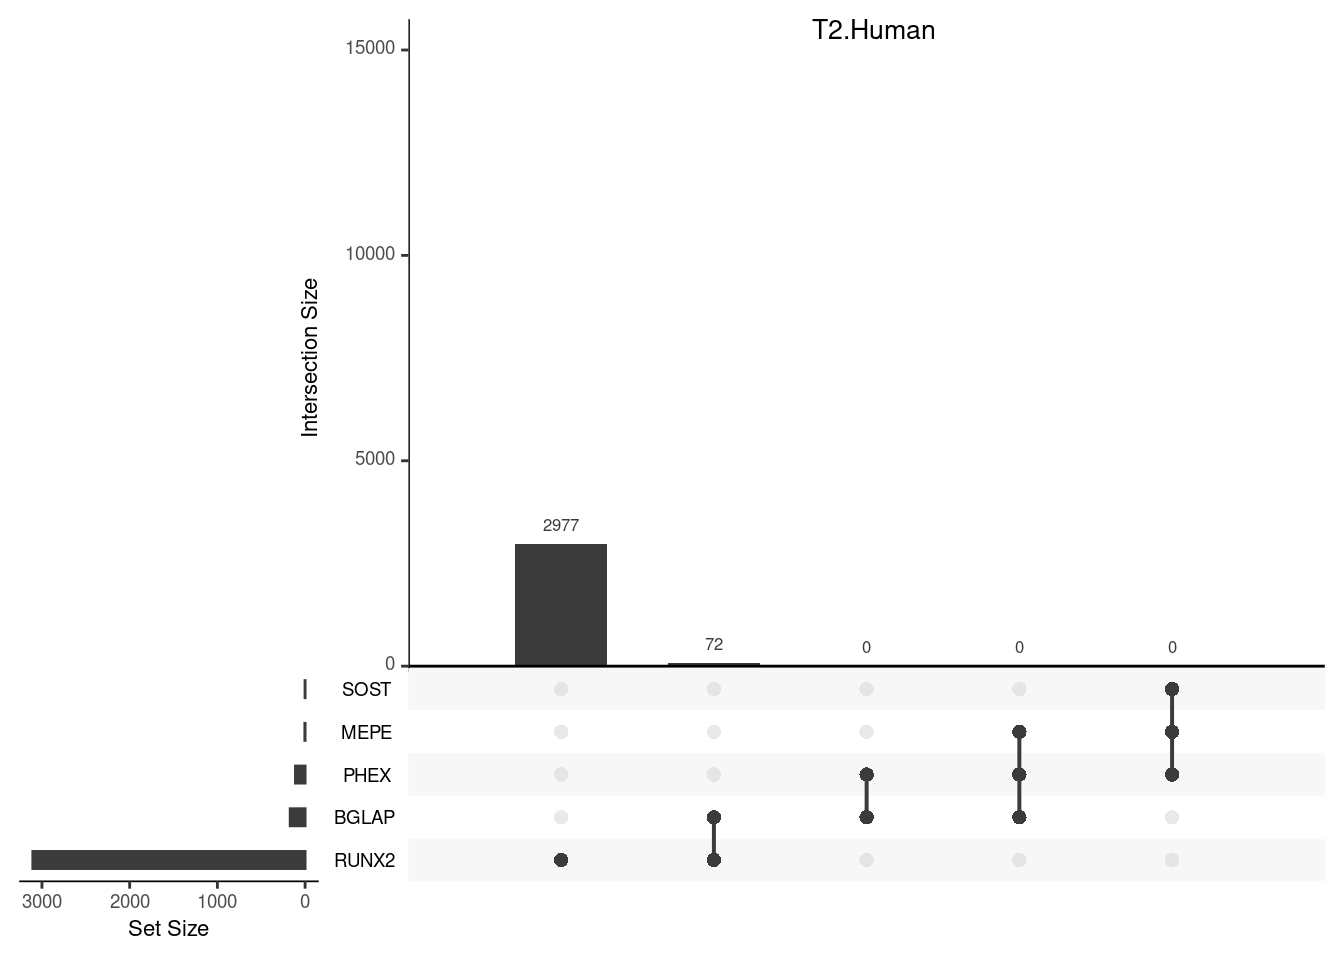 T2.Human
15000
10000
5000
0
Intersection Size
2977
72
0
0
0
SOST
MEPE
PHEX
BGLAP
RUNX2
3000 2000 1000 0
Set Size